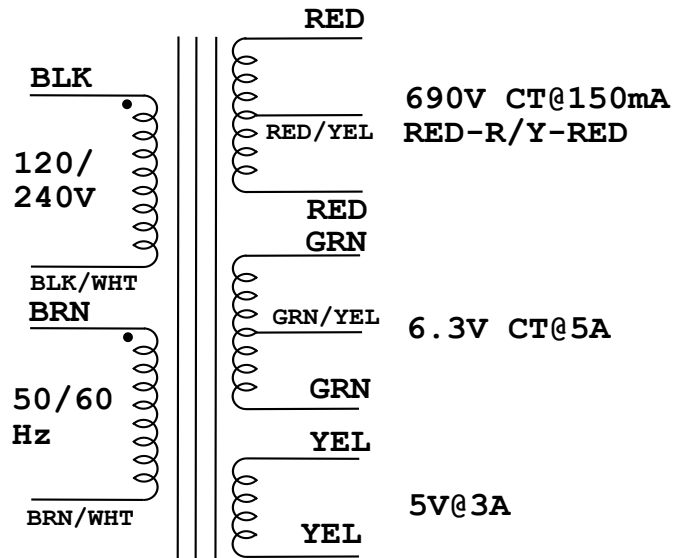 BLK
120/
240V
BLK/WHT
BRN
50/60
Hz
BRN/WHT
RED
RED/YEL
RED
690V CT@150mA
RED-R/Y-RED
GRN
GRN/YEL
GRN
6.3V CT@5A
YEL
YEL
5V@3A